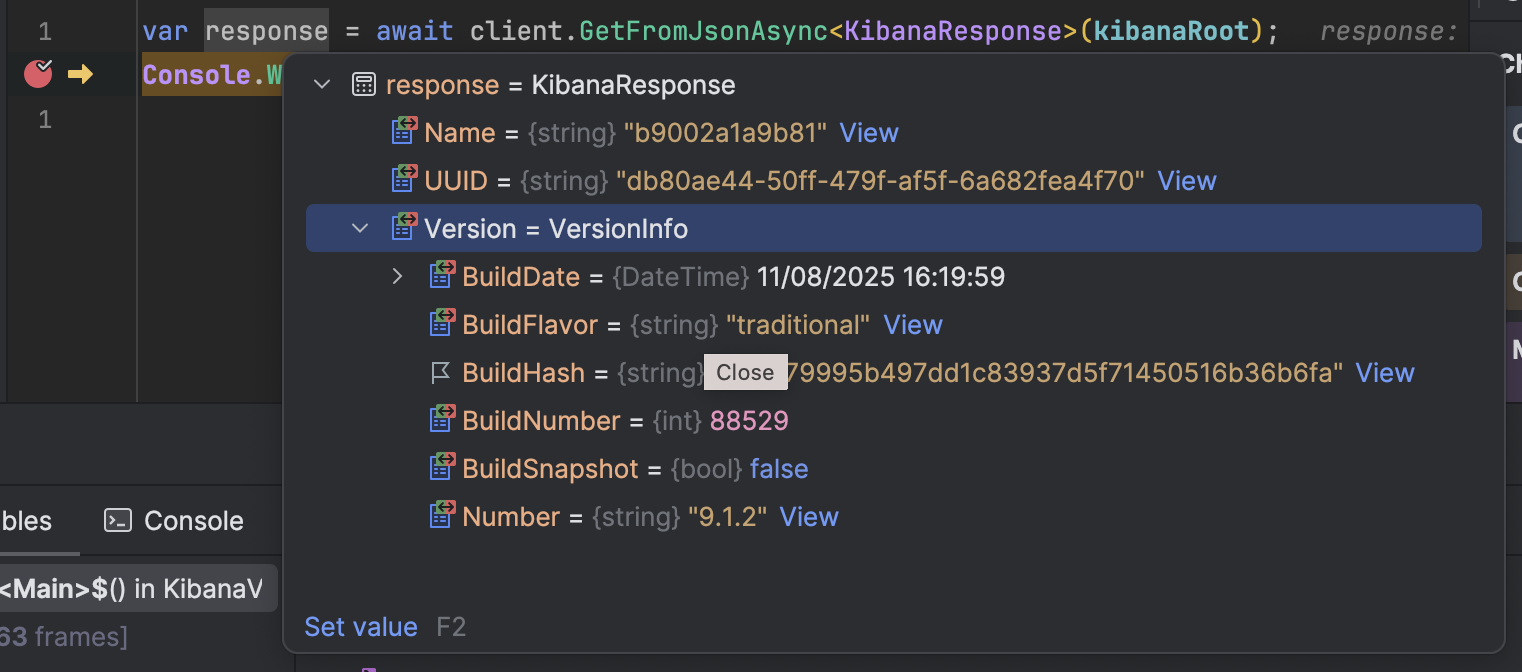 1 var response = await client.GetFromJsonAsync<KibanaResponse>(kibanaRoot); response:
Console.W
1
response = KibanaResponse
Name = {string} "b9002a1a9b81" View
UUID = {string} "db80ae44-50ff-479f-af5f-6a682fea4f70" View
Version = VersionInfo
BuildDate = {DateTime} 11/08/2025 16:19:59
BuildFlavor = {string} "traditional" View
BuildHash = {string} Close 79995b497dd1c83937d5f71450516b36b6fa" View
BuildNumber = {int} 88529
BuildSnapshot = {bool} false
Number = {string} "9.1.2" View
Set value F2
bles
Console
<Main>$() in KibanaV
63 frames]